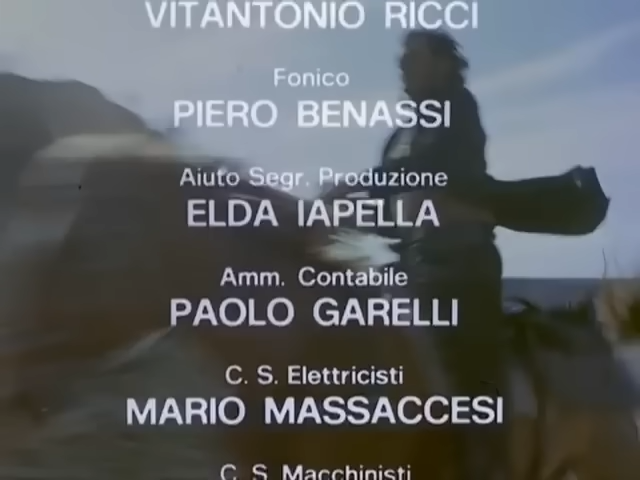 VITANTONIO RICCI
Fonico
PIERO BENASSI
Aiuto Segr. Produzione
ELDA IAPELLA
Amm. Contabile
PAOLO GARELLI
C. S. Elettricisti
MARIO MASSACCESI
C. S. Macchinisti